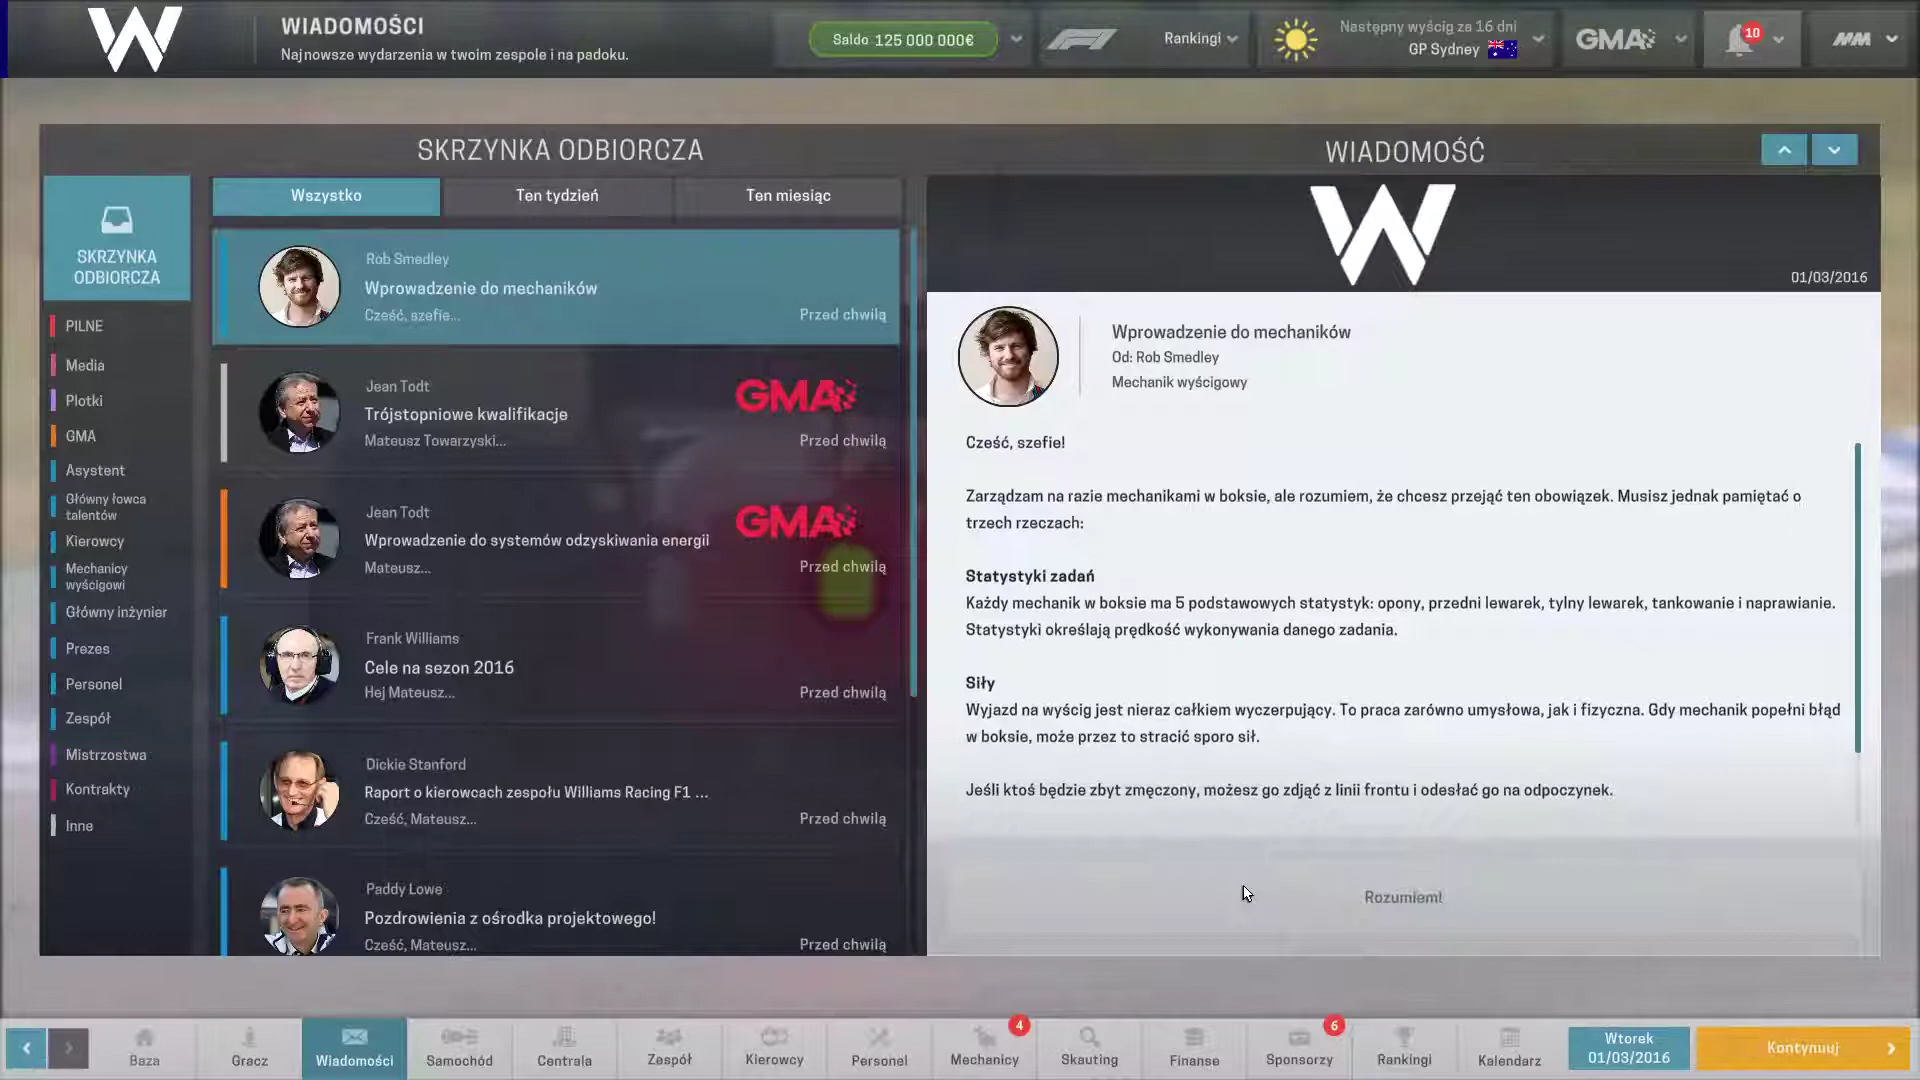 WIADOMOŚCI
Najnowsze wydarzenia w twoim zespole i na padoku.
Saldo 125 000 000€
Rankingi
Następny wyścig za 16 dni
GP Sydney
GMA
10
MM
SKRZYNKA ODBIORCZA
WIADOMOŚĆ
SKRZYNKA
ODBIORCZA
PILNE
Media
Plotki
GMA
Asystent
Główny łowca
talentów
Kierowcy
Mechanicy
wyścigowi
Główny inżynier
Prezes
Personel
Zespół
Mistrzostwa
Kontrakty
Inne
Wszystko
Ten tydzień
Ten miesiąc
Rob Smedley
Wprowadzenie do mechaników
Cześć, szefie...
Przed chwilą
Jean Todt
Trójstopniowe kwalifikacje
Mateusz Towarzyski...
GMA
Przed chwilą
Jean Todt
Wprowadzenie do systemów odzyskiwania energii
Mateusz...
GMA
Przed chwilą
Frank Williams
Cele na sezon 2016
Hej Mateusz...
Przed chwilą
Dickie Stanford
Raport o kierowcach zespołu Williams Racing F1 ...
Cześć, Mateusz...
Przed chwilą
Paddy Lowe
Pozdrowienia z ośrodka projektowego!
Cześć, Mateusz...
Przed chwilą
01/03/2016
Wprowadzenie do mechaników
Od: Rob Smedley
Mechanik wyścigowy
Cześć, szefie!
Zarządzam na razie mechanikami w boksie, ale rozumiem, że chcesz przejąć ten obowiązek. Musisz jednak pamiętać o
trzech rzeczach:
Statystyki zadań
Każdy mechanik w boksie ma 5 podstawowych statystyk: opony, przedni lewarek, tylny lewarek, tankowanie i naprawianie.
Statystyki określają prędkość wykonywania danego zadania.
Siły
Wyjazd na wyścig jest nieraz całkiem wyczerpujący. To praca zarówno umysłowa, jak i fizyczna. Gdy mechanik popełni błąd
w boksie, może przez to stracić sporo sił.
Jeśli ktoś będzie zbyt zmęczony, możesz go zdjąć z linii frontu i odesłać go na odpoczynek.
Rozumiem!
Baza
Gracz
Wiadomości
Samochód
Centrala
Zespół
Kierowcy
Personel
Mechanicy
4
Skauting
Finanse
Sponsorzy
6
Rankingi
Kalendarz
Wtorek
01/03/2016
Kontynuuj